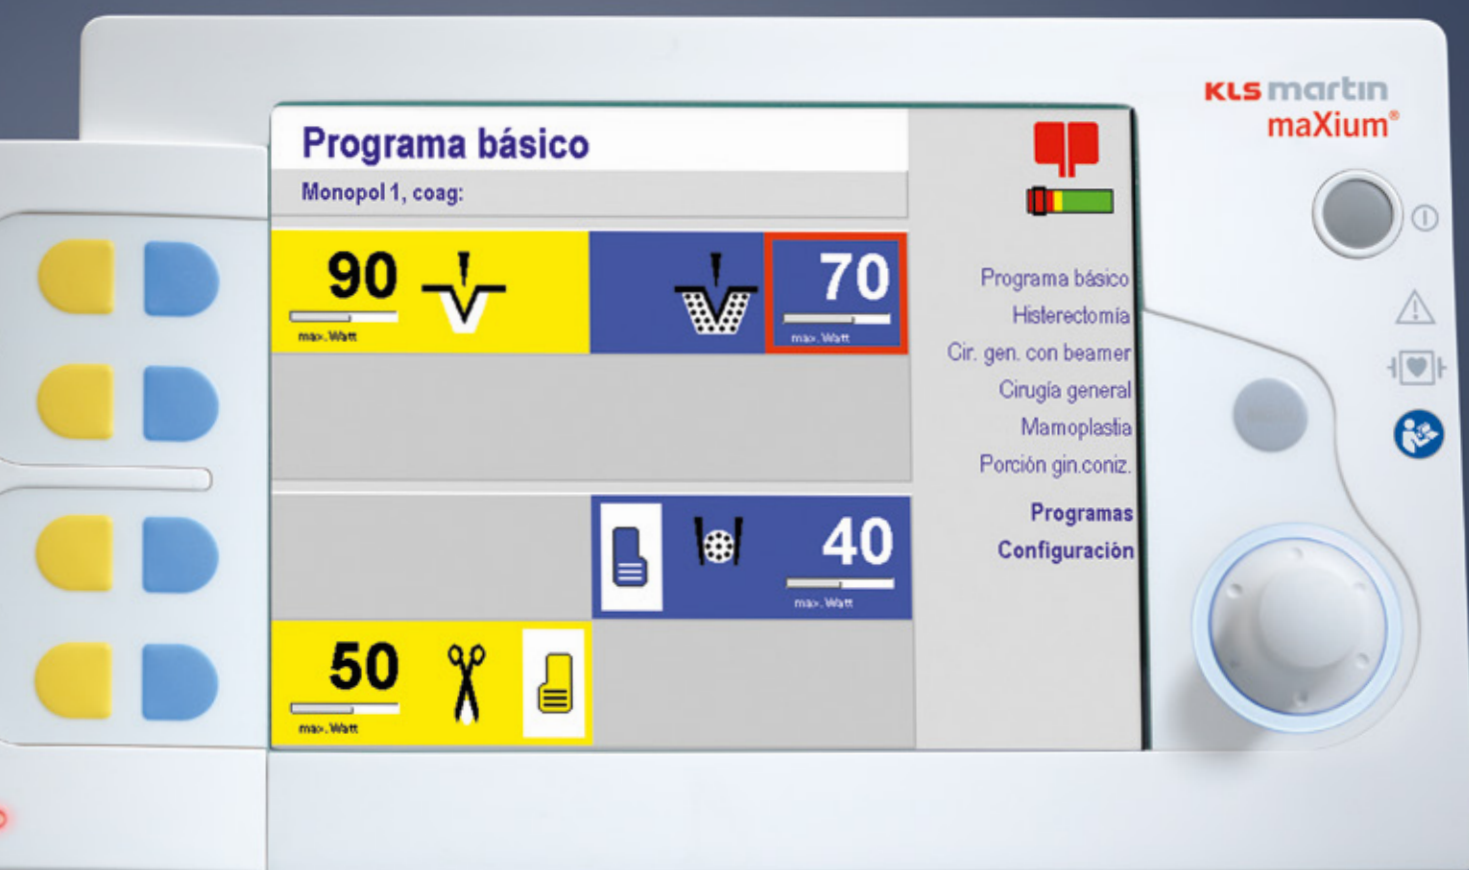 KLS martin
maXium®
Programa básico
Monopol 1, coag:
90
max. Watt
70
max. Watt
40
max. Watt
50
max. Watt
Programa básico
Histerectomía
Cir. gen. con beamer
Cirugía general
Mamoplastia
Porción gin.coniz.
Programas
Configuración